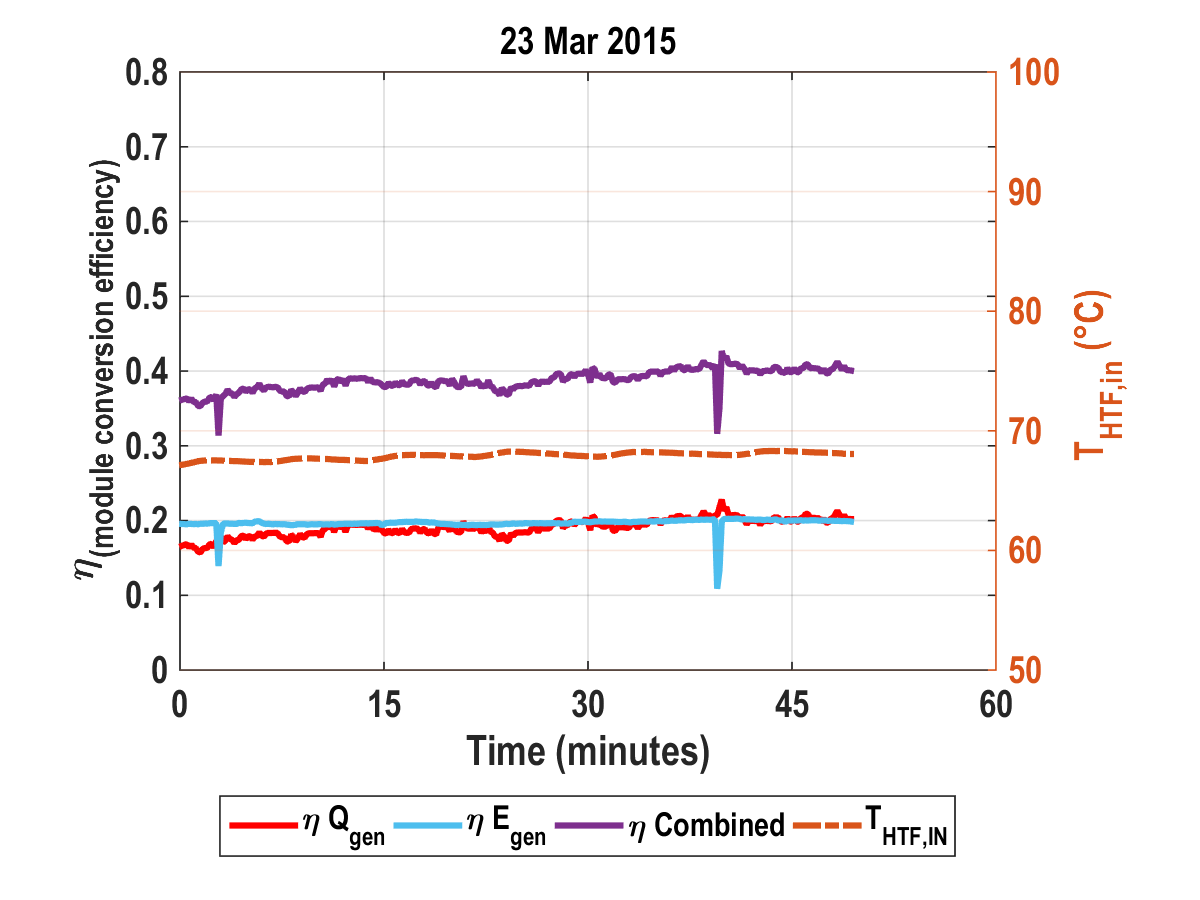 23 Mar 2015
0.8
0.7
0.6
0.5
0.4
0.3
0.2
0.1
0
η(module conversion efficiency)
100
90
80
70
60
50
T HTF,in (°C)
0 15 30 45 60
Time (minutes)
η Qgen η Egen η Combined THTF,IN